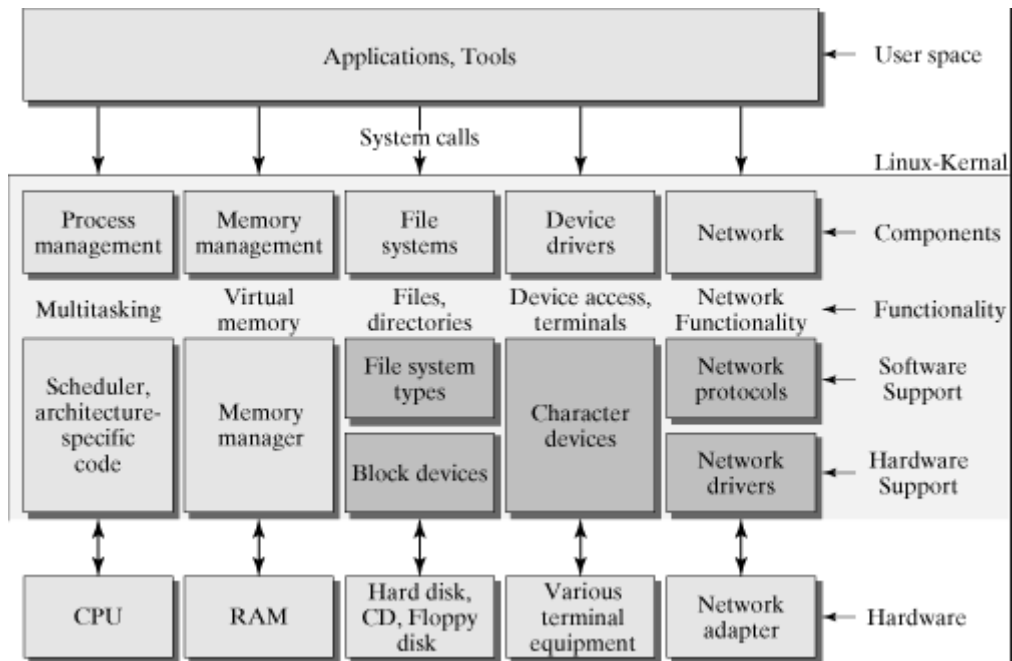 Applications, Tools
User space
System calls
Linux-Kernal
Process
management
Memory
management
File
systems
Device
drivers
Network
Components
Multitasking
Virtual
memory
Files,
directories
Device access,
terminals
Network
Functionality
Functionality
Scheduler,
architecture-
specific
code
Memory
manager
File system
types
Block devices
Character
devices
Network
protocols
Network
drivers
Software
Support
Hardware
Support
CPU
RAM
Hard disk,
CD, Floppy
disk
Various
terminal
equipment
Network
adapter
Hardware